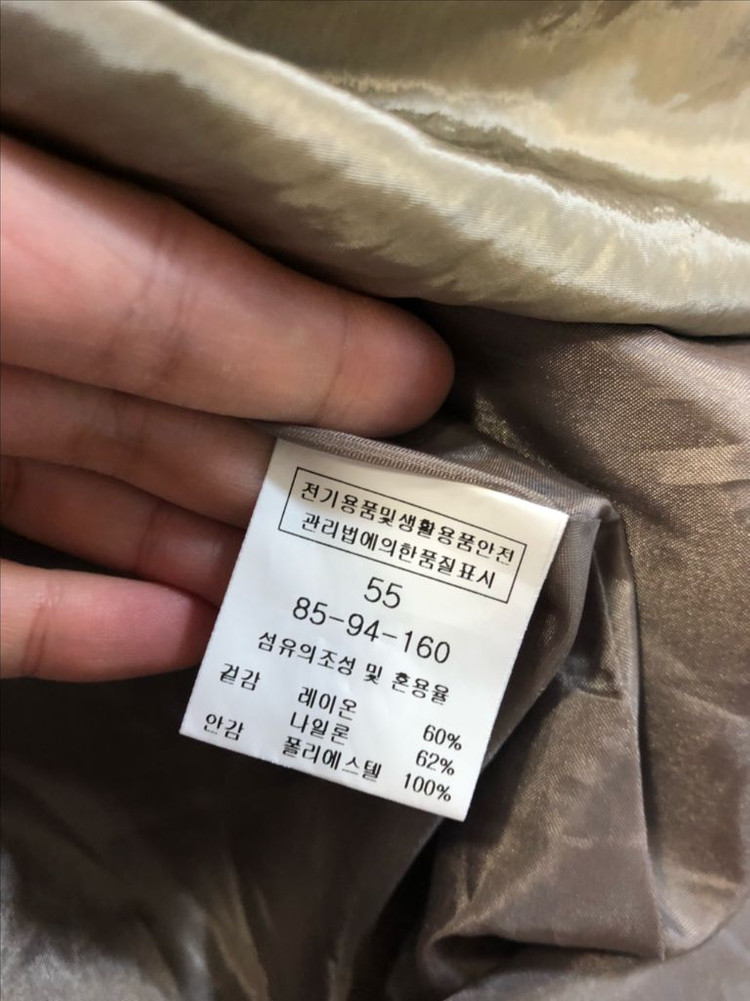 전기용품및생활용품안전
관리법에의한품질표시
55
85-94-160
섬유의조성 및 혼용율
겉감 레이온 60%
나일론 62%
안감 폴리에스텔 100%